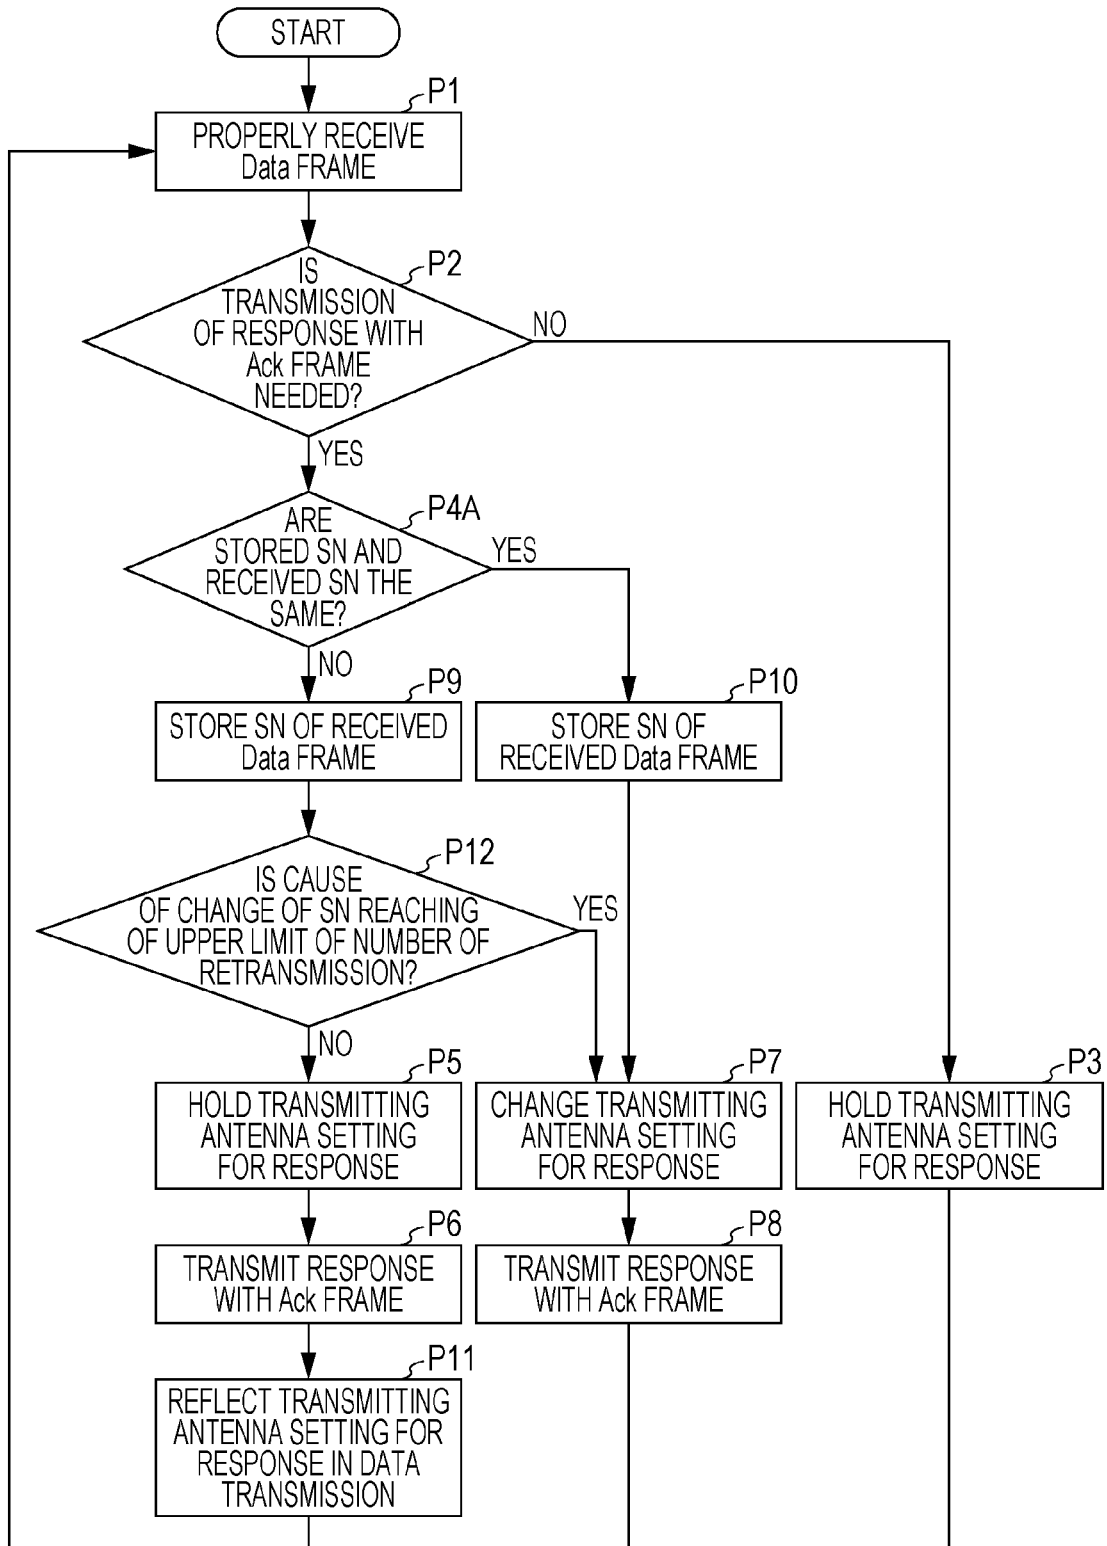 START
P1
PROPERLY RECEIVE
Data FRAME
P2
IS
TRANSMISSION
OF RESPONSE WITH
Ack FRAME
NEEDED?
NO
YES
P4A
ARE
STORED SN AND
RECEIVED SN THE
SAME?
YES
NO
P9
STORE SN OF RECEIVED
Data FRAME
P10
STORE SN OF
RECEIVED Data FRAME
P12
IS CAUSE
OF CHANGE OF SN REACHING
OF UPPER LIMIT OF NUMBER OF
RETRANSMISSION?
YES
NO
P5
HOLD TRANSMITTING
ANTENNA SETTING
FOR RESPONSE
P7
CHANGE TRANSMITTING
ANTENNA SETTING
FOR RESPONSE
P3
HOLD TRANSMITTING
ANTENNA SETTING
FOR RESPONSE
P6
TRANSMIT RESPONSE
WITH Ack FRAME
P8
TRANSMIT RESPONSE
WITH Ack FRAME
P11
REFLECT TRANSMITTING
ANTENNA SETTING FOR
RESPONSE IN DATA
TRANSMISSION